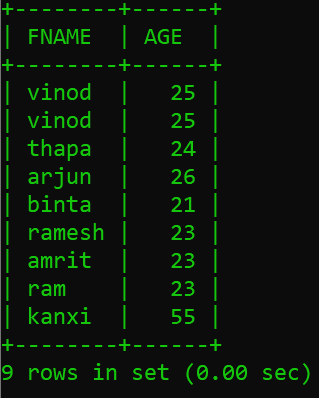 +--------+------+
| FNAME  | AGE  |
+--------+------+
| vinod  |   25 |
| vinod  |   25 |
| thapa  |   24 |
| arjun  |   26 |
| binta  |   21 |
| ramesh |   23 |
| amrit  |   23 |
| ram    |   23 |
| kanxi  |   55 |
+--------+------+
9 rows in set (0.00 sec)